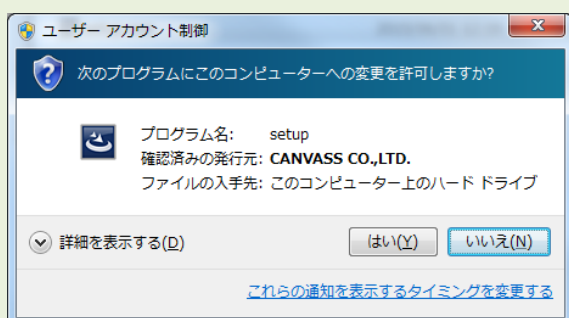 ユーザー アカウント制御
次のプログラムにこのコンピューターへの変更を許可しますか?
プログラム名: setup
確認済みの発行元: CANVASS CO.,LTD.
ファイルの入手先: このコンピューター上のハード ドライブ
詳細を表示する(D)
はい(Y)
いいえ(N)
これらの通知を表示するタイミングを変更する